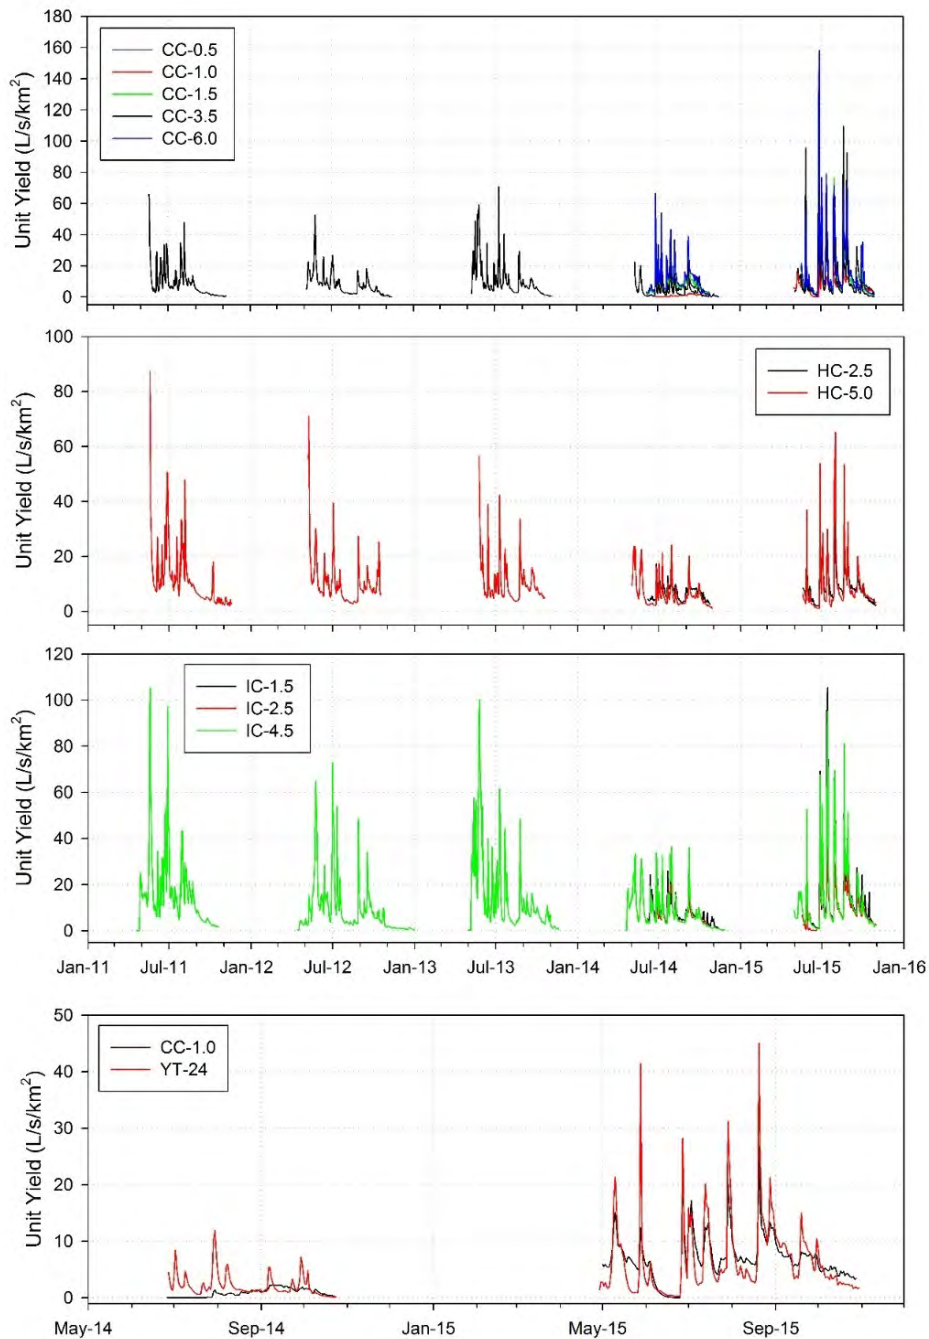 180
160
140
120
100
80
60
40
20
0
Unit Yield (L/s/km²)
CC-0.5
CC-1.0
CC-1.5
CC-3.5
CC-6.0
100
80
60
40
20
0
Unit Yield (L/s/km²)
HC-2.5
HC-5.0
120
100
80
60
40
20
0
Unit Yield (L/s/km²)
IC-1.5
IC-2.5
IC-4.5
Jan-11 Jul-11 Jan-12 Jul-12 Jan-13 Jul-13 Jan-14 Jul-14 Jan-15 Jul-15 Jan-16
50
40
30
20
10
0
Unit Yield (L/s/km²)
CC-1.0
YT-24
May-14 Sep-14 Jan-15 May-15 Sep-15